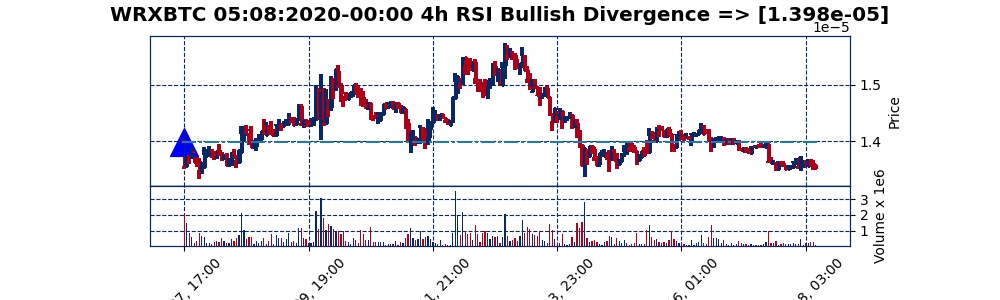 WRXBTC 05:08:2020-00:00 4h RSI Bullish Divergence => [1.398e-05]
1e−5
1.5
1.4
Price
3
2
1
Volume x 1e6
7, 17:00
9, 19:00
1, 21:00
3, 23:00
6, 01:00
8, 03:00